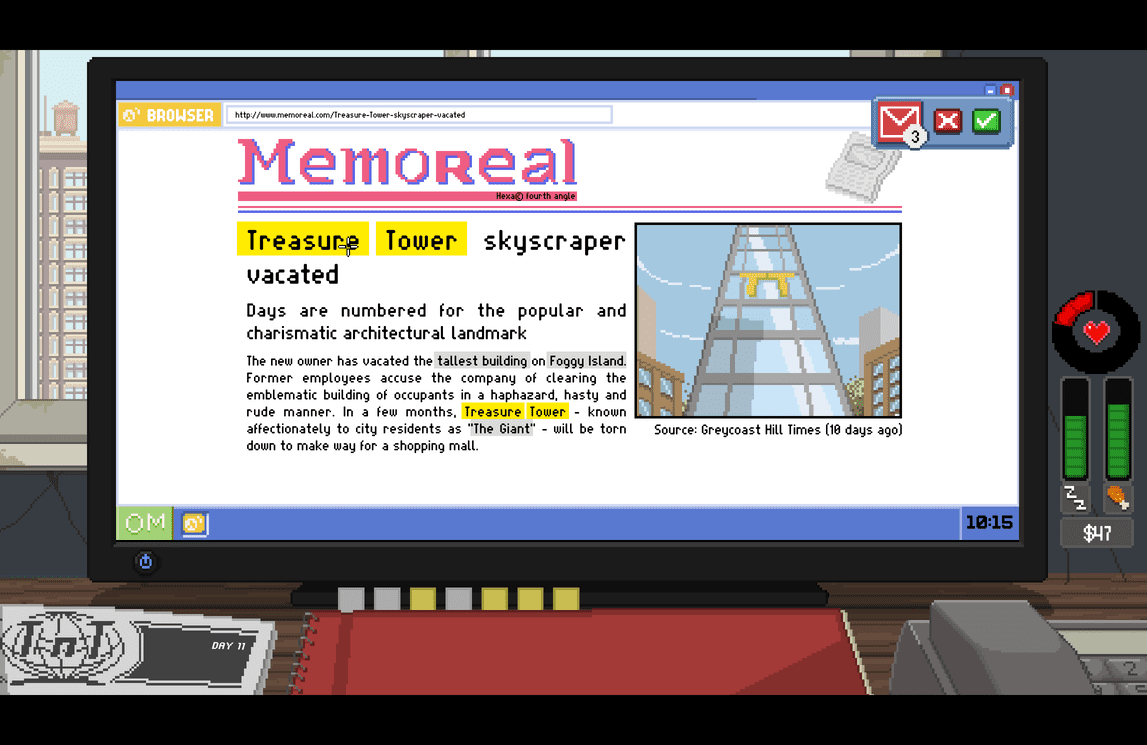 BROWSER
http://www.memoreal.com/Treasure-Tower-skyscraper-vacated
3
Memoreal
Hexa© fourth angle
Treasure Tower skyscraper
vacated
Days are numbered for the popular and
charismatic architectural landmark
The new owner has vacated the tallest building on Foggy Island.
Former employees accuse the company of clearing the
emblematic building of occupants in a haphazard, hasty and
rude manner. In a few months, Treasure Tower - known
affectionately to city residents as "The Giant" - will be torn
down to make way for a shopping mall.
Source: Greycoast Hill Times (10 days ago)
OM
10:15
$47
TnT
DAY 11
2